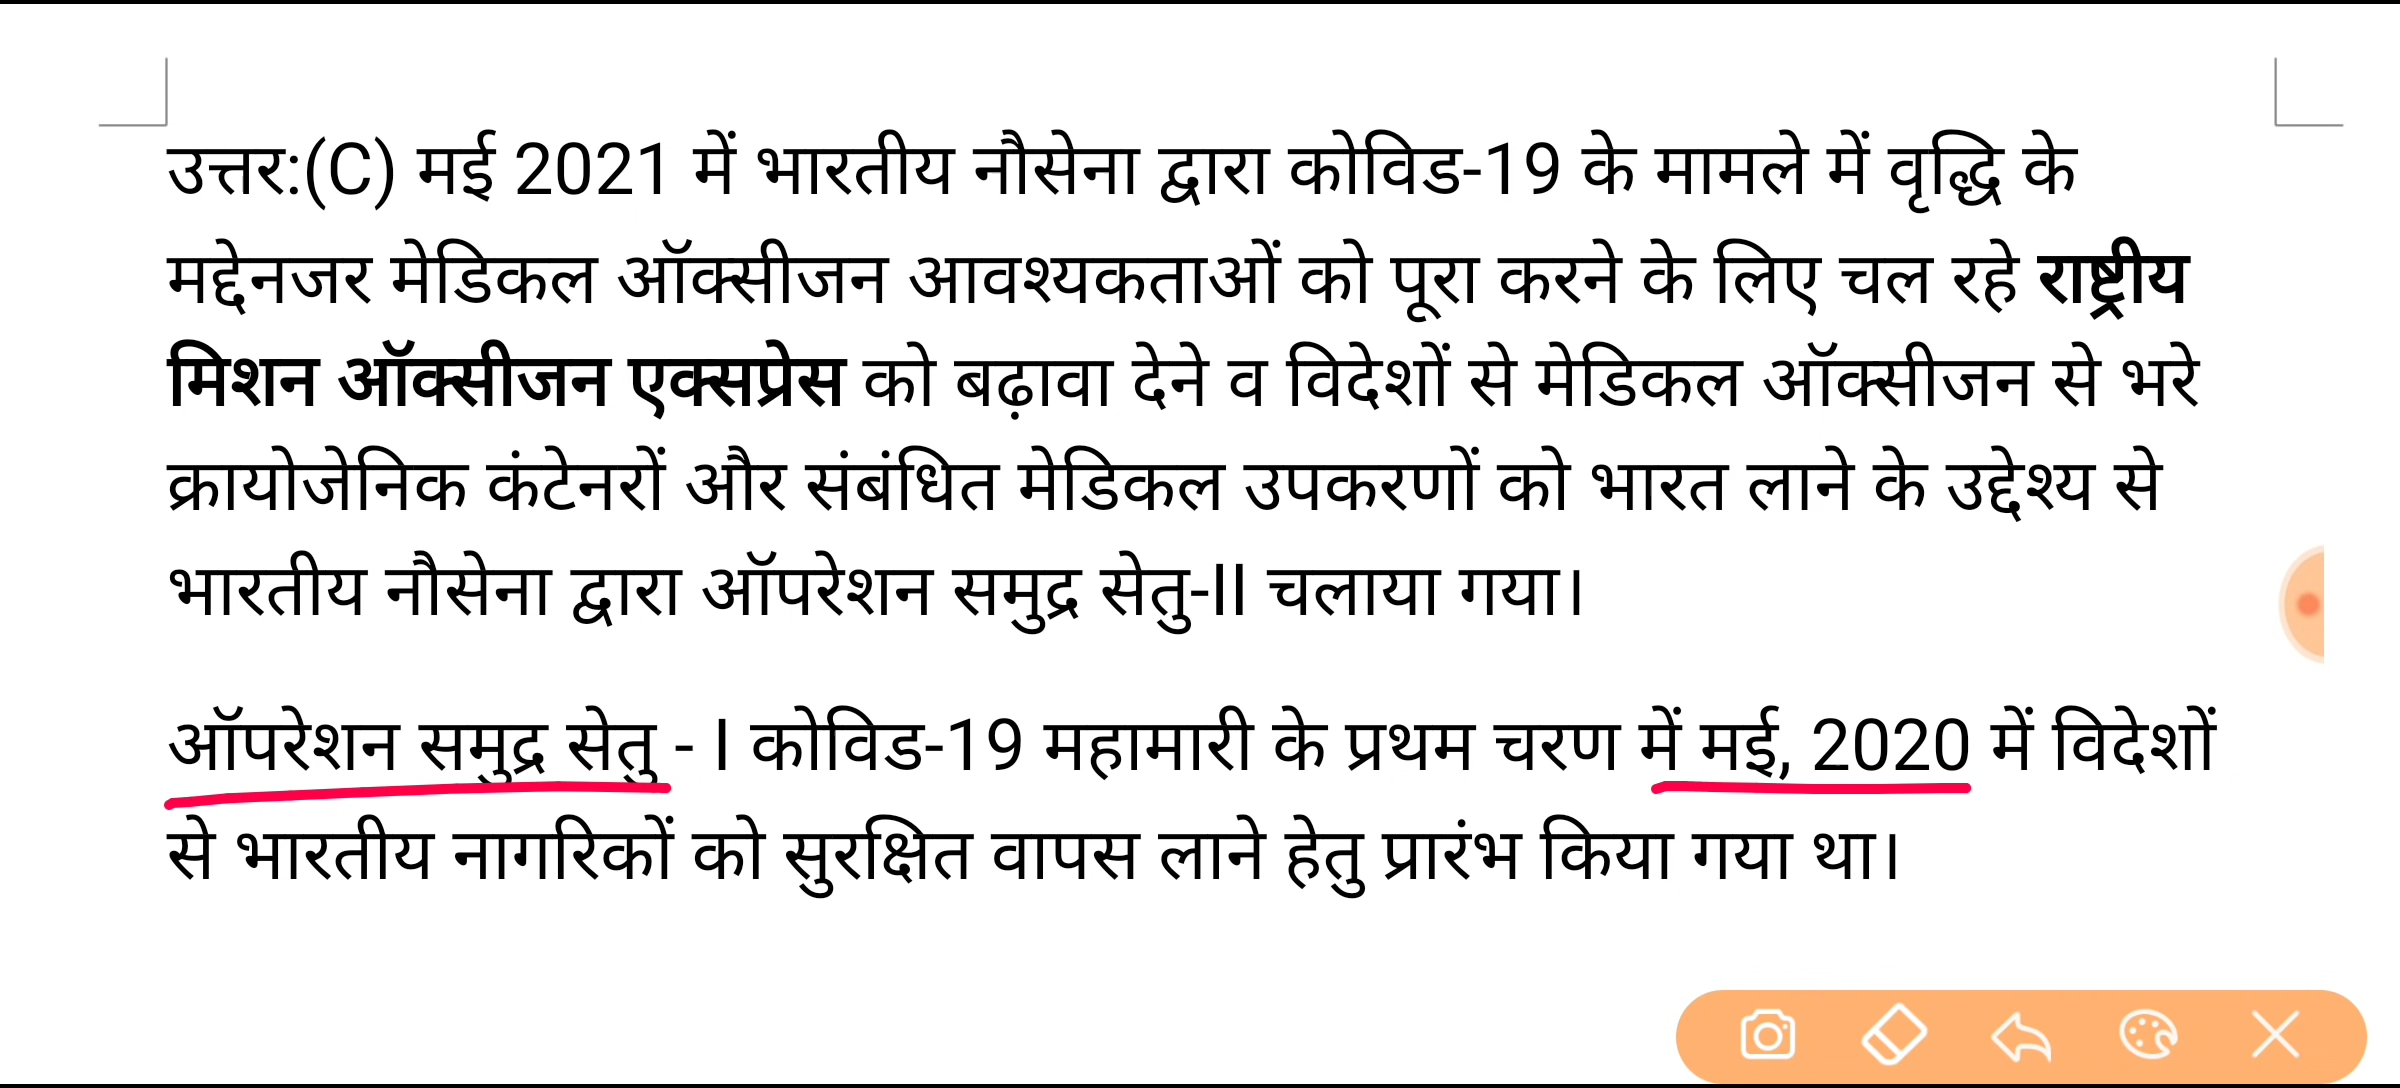 उत्तर:(C) मई 2021 में भारतीय नौसेना द्वारा कोविड-19 के मामले में वृद्धि के
मद्देनजर मेडिकल ऑक्सीजन आवश्यकताओं को पूरा करने के लिए चल रहे राष्ट्रीय
मिशन ऑक्सीजन एक्सप्रेस को बढ़ावा देने व विदेशों से मेडिकल ऑक्सीजन से भरे
क्रायोजेनिक कंटेनरों और संबंधित मेडिकल उपकरणों को भारत लाने के उद्देश्य से
भारतीय नौसेना द्वारा ऑपरेशन समुद्र सेतु-II चलाया गया।
ऑपरेशन समुद्र सेतु - I कोविड-19 महामारी के प्रथम चरण में मई, 2020 में विदेशों
से भारतीय नागरिकों को सुरक्षित वापस लाने हेतु प्रारंभ किया गया था।